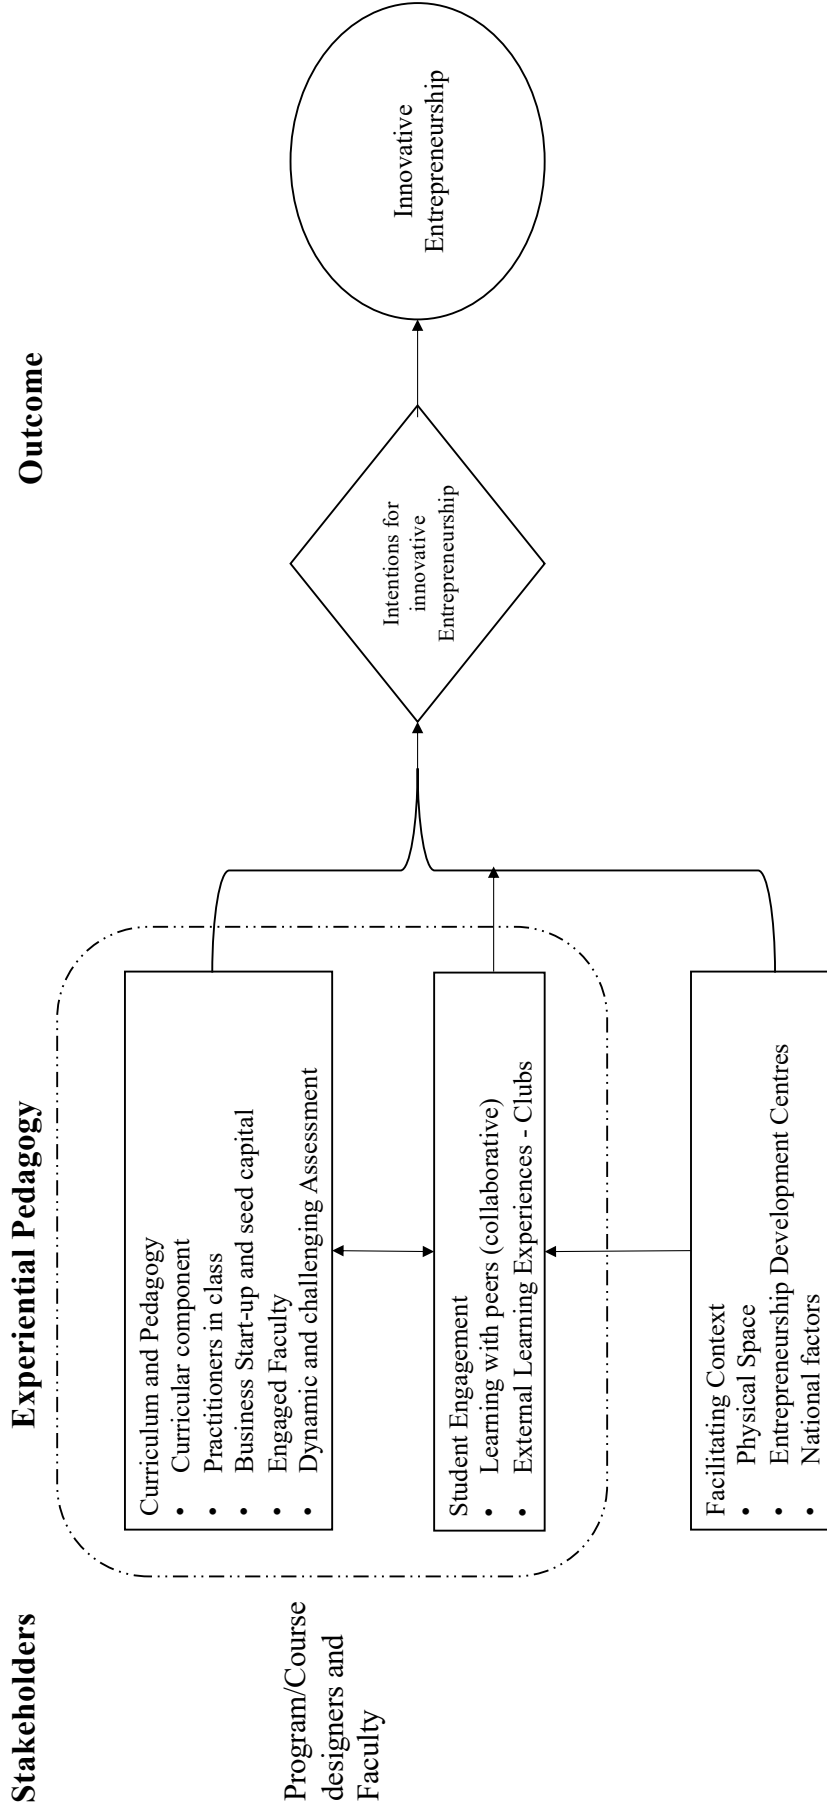 Stakeholders
Experiential Pedagogy
Outcome
Program/Course
designers and
Faculty
Curriculum and Pedagogy
• Curricular component
• Practitioners in class
• Business Start-up and seed capital
• Engaged Faculty
• Dynamic and challenging Assessment
Student Engagement
• Learning with peers (collaborative)
• External Learning Experiences - Clubs
Facilitating Context
• Physical Space
• Entrepreneurship Development Centres
• National factors
Intentions for
innovative
Entrepreneurship
Innovative
Entrepreneurship